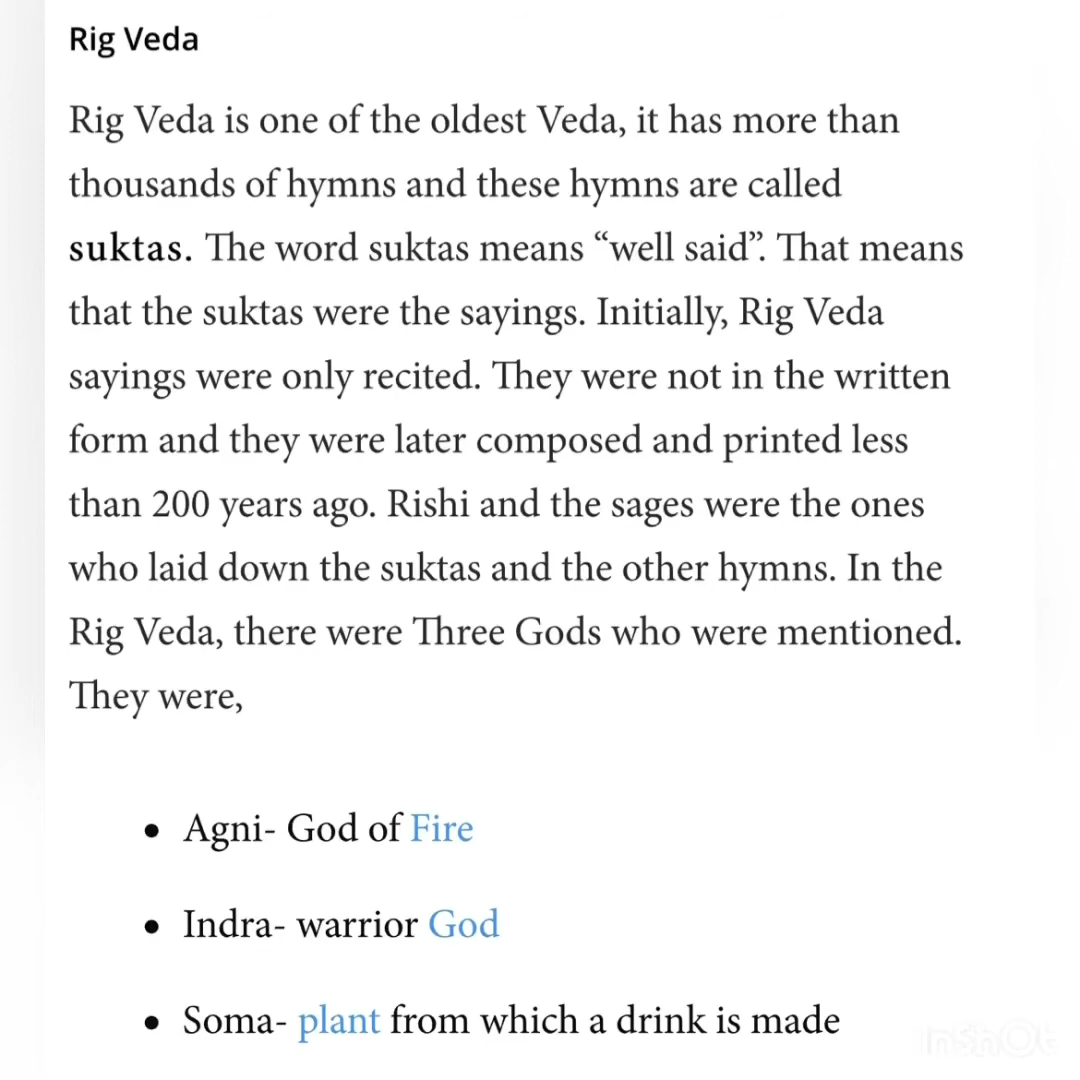 Rig Veda
Rig Veda is one of the oldest Veda, it has more than
thousands of hymns and these hymns are called
suktas. The word suktas means “well said”. That means
that the suktas were the sayings. Initially, Rig Veda
sayings were only recited. They were not in the written
form and they were later composed and printed less
than 200 years ago. Rishi and the sages were the ones
who laid down the suktas and the other hymns. In the
Rig Veda, there were Three Gods who were mentioned.
They were,
• Agni- God of Fire
• Indra- warrior God
• Soma- plant from which a drink is made
InShOt